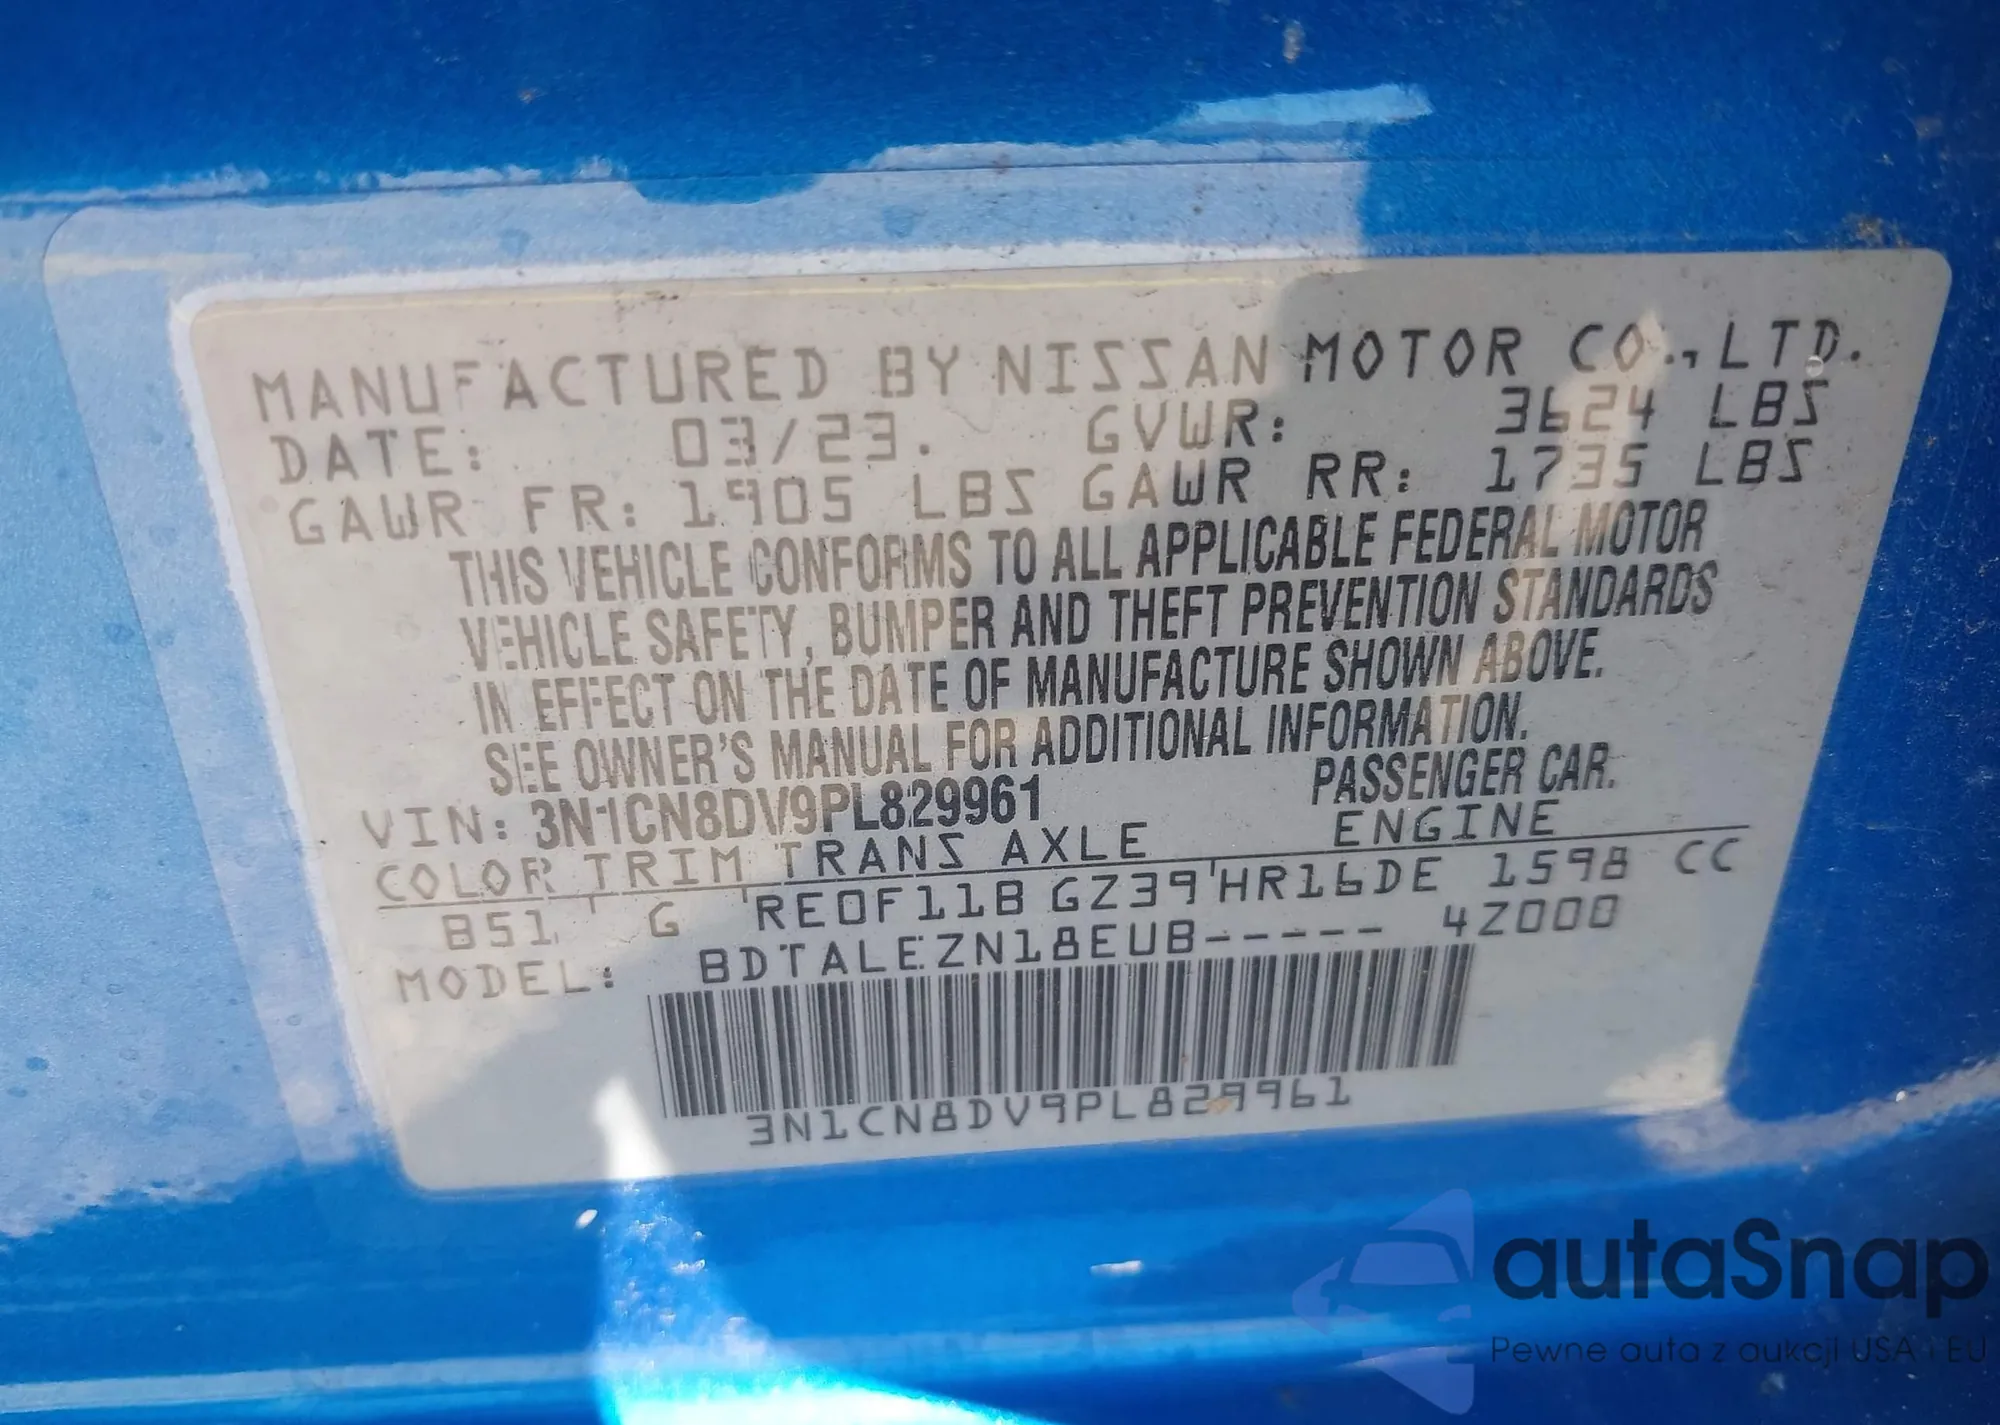 MANUFACTURED BY NISSAN MOTOR CO., LTD.
DATE: 03/23. GVWR: 3624 LBS
GAWR FR: 1905 LBS GAWR RR: 1735 LBS
THIS VEHICLE CONFORMS TO ALL APPLICABLE FEDERAL MOTOR
VEHICLE SAFETY, BUMPER AND THEFT PREVENTION STANDARDS
IN EFFECT ON THE DATE OF MANUFACTURE SHOWN ABOVE.
SEE OWNER'S MANUAL FOR ADDITIONAL INFORMATION.
VIN: 3N1CN8DV9PL829961 PASSENGER CAR.
COLOR TRIM TRANS AXLE ENGINE
B51 G RE0F11B GZ39 HR16DE 1598 CC
MODEL: BDTALEZN18EUB----- 4Z000
3N1CN8DV9PL829961
autaSnap
Pewne auta z aukcji USA i EU